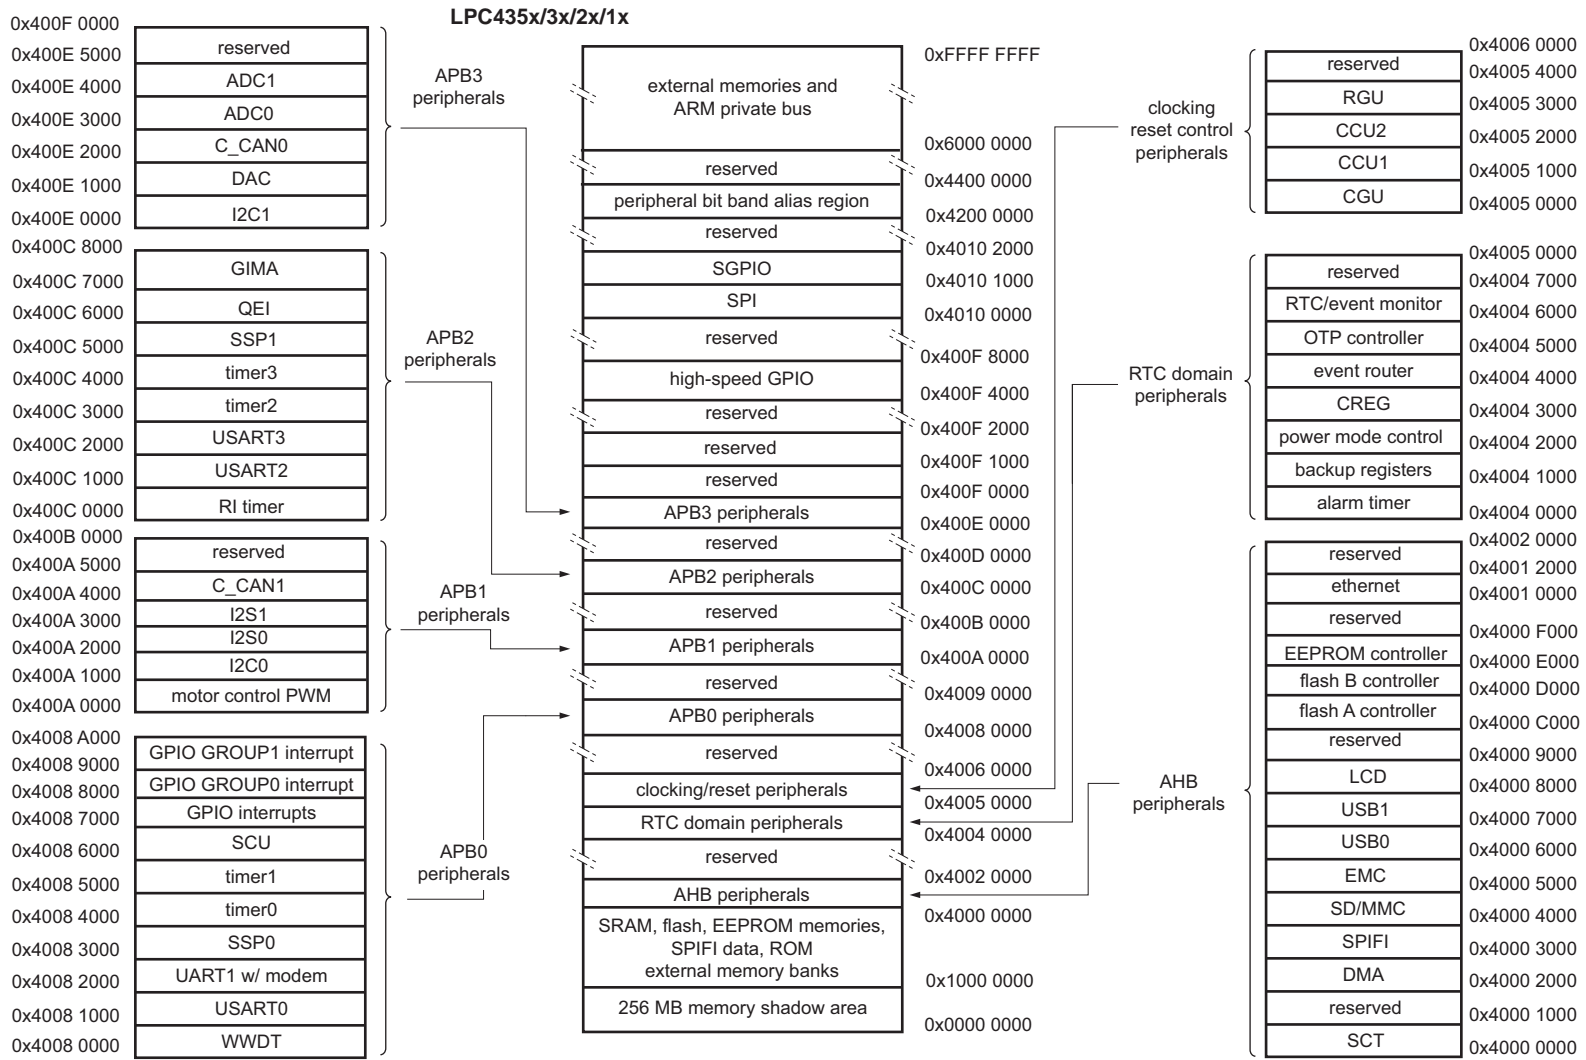 LPC435x/3x/2x/1x
0x400F 0000
reserved
0x400E 5000
ADC1
0x400E 4000
ADC0
0x400E 3000
C_CAN0
0x400E 2000
DAC
0x400E 1000
I2C1
0x400E 0000
APB3
peripherals
0x400C 8000
GIMA
0x400C 7000
QEI
0x400C 6000
SSP1
0x400C 5000
timer3
0x400C 4000
timer2
0x400C 3000
USART3
0x400C 2000
USART2
0x400C 1000
RI timer
0x400C 0000
APB2
peripherals
0x400B 0000
reserved
0x400A 5000
C_CAN1
0x400A 4000
I2S1
0x400A 3000
I2S0
0x400A 2000
I2C0
0x400A 1000
motor control PWM
0x400A 0000
APB1
peripherals
0x4008 A000
GPIO GROUP1 interrupt
0x4008 9000
GPIO GROUP0 interrupt
0x4008 8000
GPIO interrupts
0x4008 7000
SCU
0x4008 6000
timer1
0x4008 5000
timer0
0x4008 4000
SSP0
0x4008 3000
UART1 w/ modem
0x4008 2000
USART0
0x4008 1000
WWDT
0x4008 0000
APB0
peripherals
0xFFFF FFFF
external memories and
ARM private bus
0x6000 0000
reserved
0x4400 0000
peripheral bit band alias region
0x4200 0000
reserved
0x4010 2000
SGPIO
0x4010 1000
SPI
0x4010 0000
reserved
0x400F 8000
high-speed GPIO
0x400F 4000
reserved
0x400F 2000
reserved
0x400F 1000
reserved
0x400F 0000
APB3 peripherals
0x400E 0000
reserved
0x400D 0000
APB2 peripherals
0x400C 0000
reserved
0x400B 0000
APB1 peripherals
0x400A 0000
reserved
0x4009 0000
APB0 peripherals
0x4008 0000
reserved
0x4006 0000
clocking/reset peripherals
0x4005 0000
RTC domain peripherals
0x4004 0000
reserved
0x4002 0000
AHB peripherals
0x4000 0000
SRAM, flash, EEPROM memories,
SPIFI data, ROM
external memory banks
0x1000 0000
256 MB memory shadow area
0x0000 0000
clocking
reset control
peripherals
0x4006 0000
reserved
0x4005 4000
RGU
0x4005 3000
CCU2
0x4005 2000
CCU1
0x4005 1000
CGU
0x4005 0000
RTC domain
peripherals
0x4005 0000
reserved
0x4004 7000
RTC/event monitor
0x4004 6000
OTP controller
0x4004 5000
event router
0x4004 4000
CREG
0x4004 3000
power mode control
0x4004 2000
backup registers
0x4004 1000
alarm timer
0x4004 0000
AHB
peripherals
0x4002 0000
reserved
0x4001 2000
ethernet
0x4001 0000
reserved
0x4000 F000
EEPROM controller
0x4000 E000
flash B controller
0x4000 D000
flash A controller
0x4000 C000
reserved
0x4000 9000
LCD
0x4000 8000
USB1
0x4000 7000
USB0
0x4000 6000
EMC
0x4000 5000
SD/MMC
0x4000 4000
SPIFI
0x4000 3000
DMA
0x4000 2000
reserved
0x4000 1000
SCT
0x4000 0000